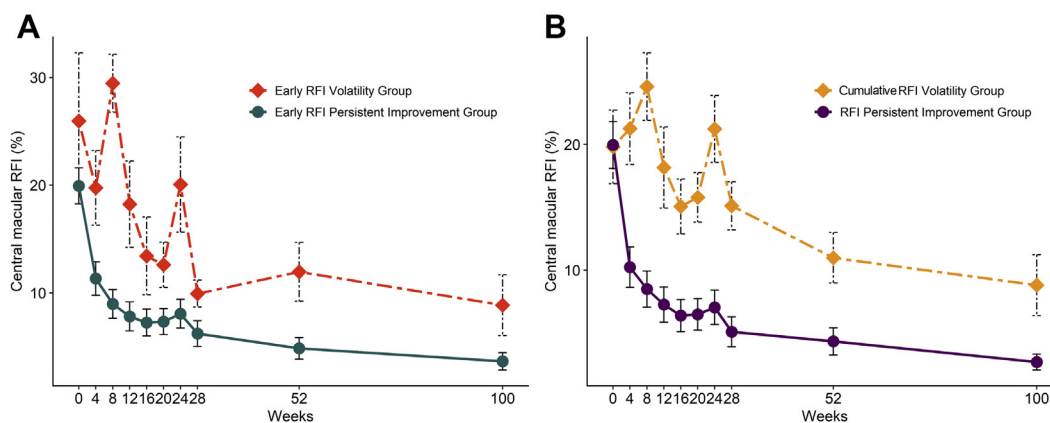 A
Central macular RFI (%)
30
20
10
Early RFI Volatility Group
Early RFI Persistent Improvement Group
0 4 8 12 16 20 24 28 52 100
Weeks
B
Central macular RFI (%)
20
10
Cumulative RFI Volatility Group
RFI Persistent Improvement Group
0 4 8 12 16 20 24 28 52 100
Weeks